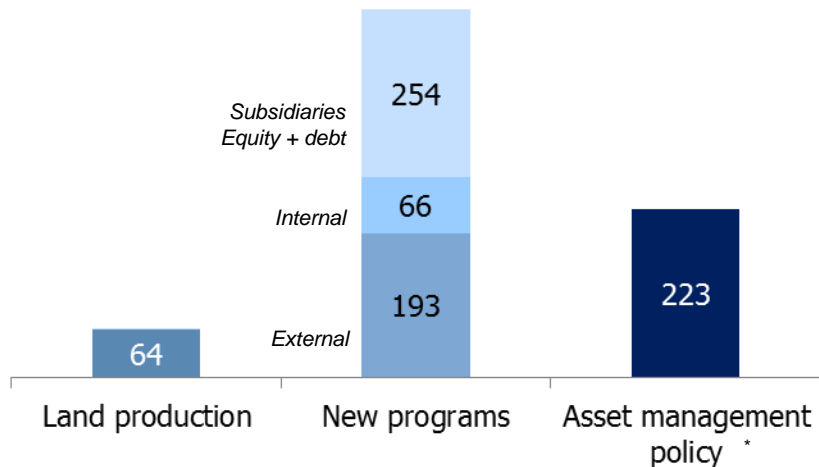 254
Subsidiaries
Equity + debt
66
Internal
193
External
223
64
Land production
New programs
Asset management
policy *